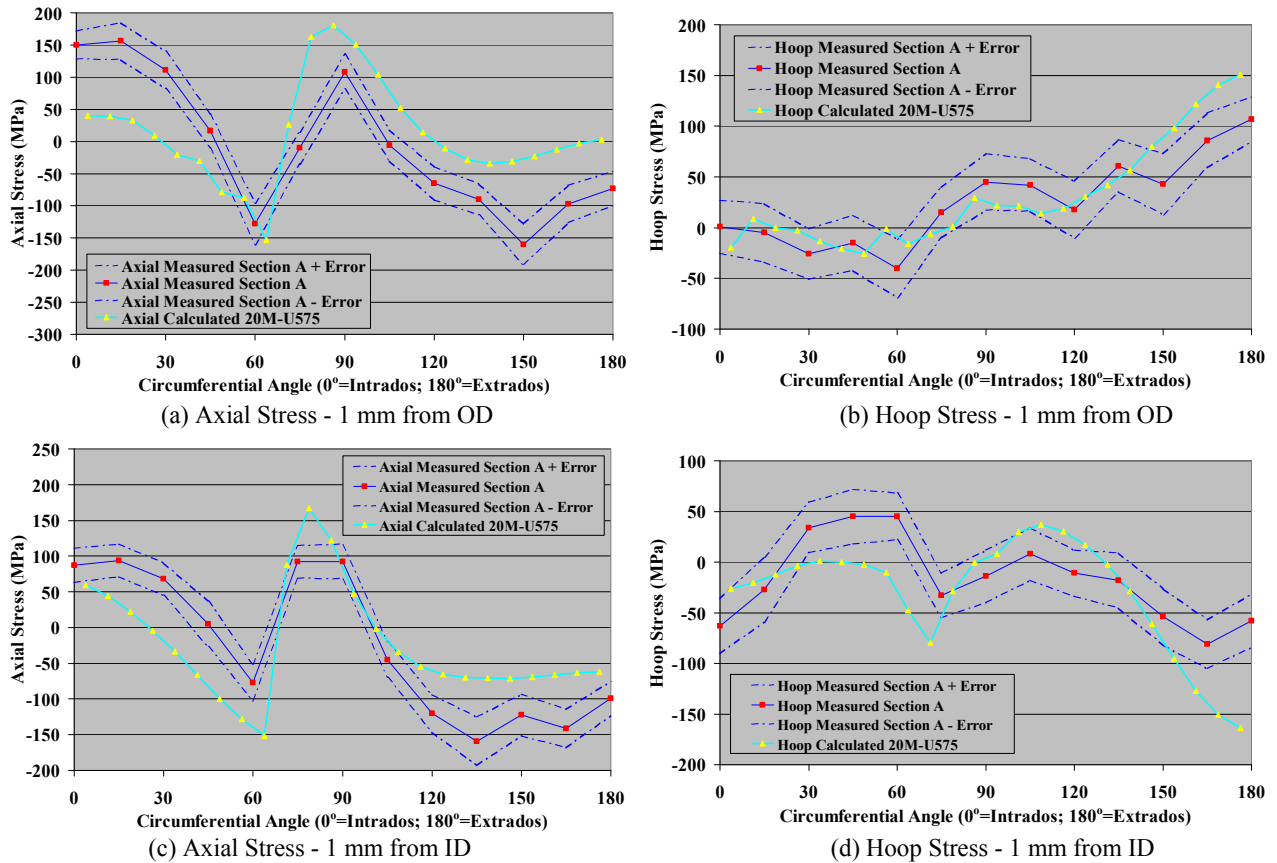 200
150
100
50
0
-50
-100
-150
-200
-250
-300
Axial Stress (MPa)
Axial Measured Section A + Error
Axial Measured Section A
Axial Measured Section A - Error
Axial Calculated 20M-U575
0 30 60 90 120 150 180
Circumferential Angle (0º=Intrados; 180º=Extrados)
(a) Axial Stress - 1 mm from OD
200
150
100
50
0
-50
-100
Hoop Stress (MPa)
Hoop Measured Section A + Error
Hoop Measured Section A
Hoop Measured Section A - Error
Hoop Calculated 20M-U575
0 30 60 90 120 150 180
Circumferential Angle (0º=Intrados; 180º=Extrados)
(b) Hoop Stress - 1 mm from OD
250
200
150
100
50
0
-50
-100
-150
-200
Axial Stress (MPa)
Axial Measured Section A + Error
Axial Measured Section A
Axial Measured Section A - Error
Axial Calculated 20M-U575
0 30 60 90 120 150 180
Circumferential Angle (0º=Intrados; 180º=Extrados)
(c) Axial Stress - 1 mm from ID
100
50
0
-50
-100
-150
-200
Hoop Stress (MPa)
Hoop Measured Section A + Error
Hoop Measured Section A
Hoop Measured Section A - Error
Hoop Calculated 20M-U575
0 30 60 90 120 150 180
Circumferential Angle (0º=Intrados; 180º=Extrados)
(d) Hoop Stress - 1 mm from ID